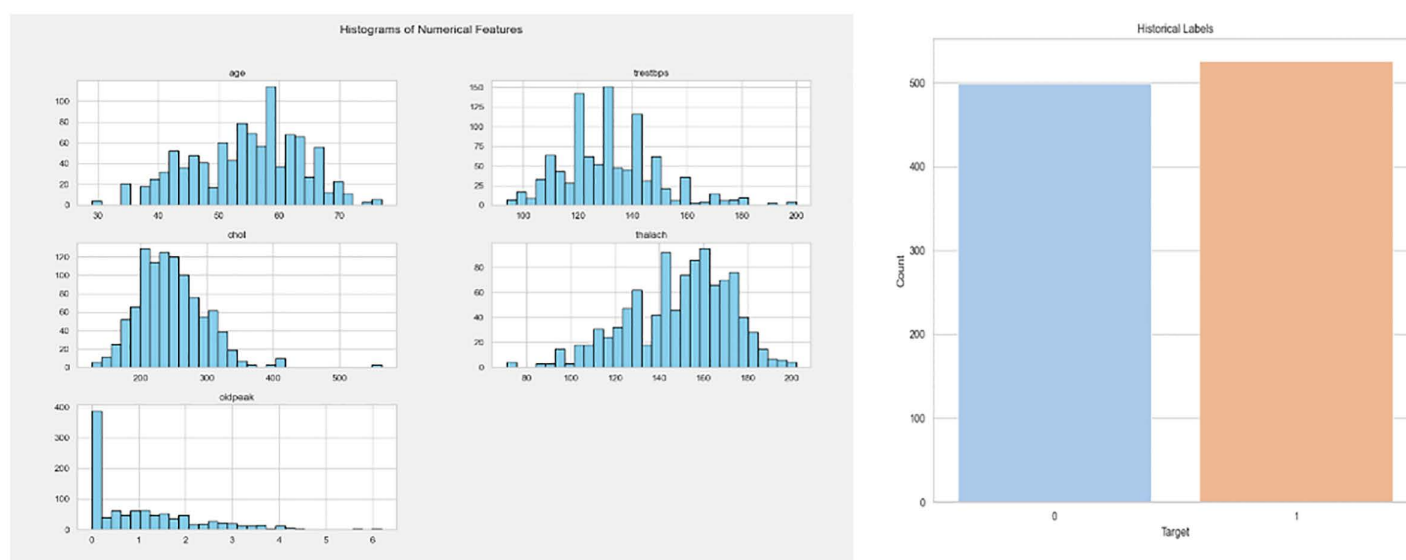 Histograms of Numerical Features
age
100
80
60
40
20
0
30 40 50 60 70
trestbps
150
125
100
75
50
25
0
100 120 140 160 180 200
chol
120
100
80
60
40
20
0
200 300 400 500
thalach
80
60
40
20
0
80 100 120 140 160 180 200
oldpeak
400
300
200
100
0
0 1 2 3 4 5 6
Historical Labels
500
400
300
200
100
0
Count
0 1
Target